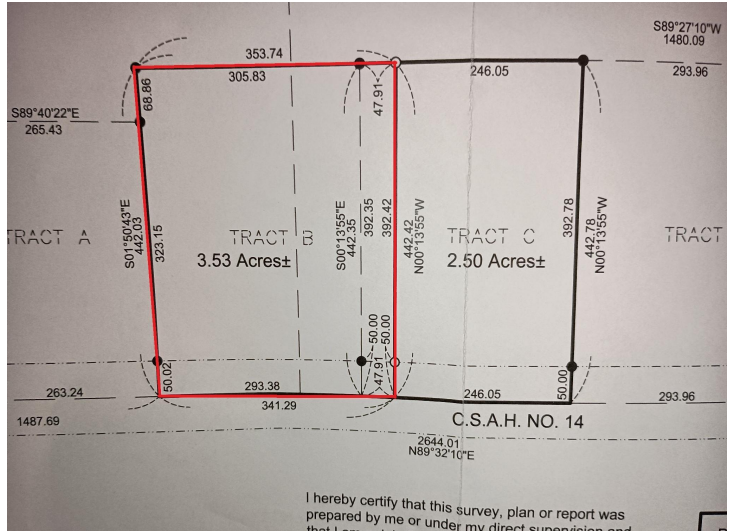 S89°27'10"W
1480.09
353.74
305.83
246.05
293.96
68.86
47.91
S89°40'22"E
265.43
S01°50'43"E
442.03
323.15
S00°13'55"E
442.35
392.35
392.42
442.42
N00°13'55"W
392.78
442.78
N00°13'55"W
TRACT A
TRACT B
TRACT C
TRACT
3.53 Acres±
2.50 Acres±
50.00
50.00
50.02
47.91
50.00
263.24
293.38
246.05
293.96
341.29
1487.69
C.S.A.H. NO. 14
2644.01
N89°32'10"E
I hereby certify that this survey, plan or report was
prepared by me or under my direct supervision and